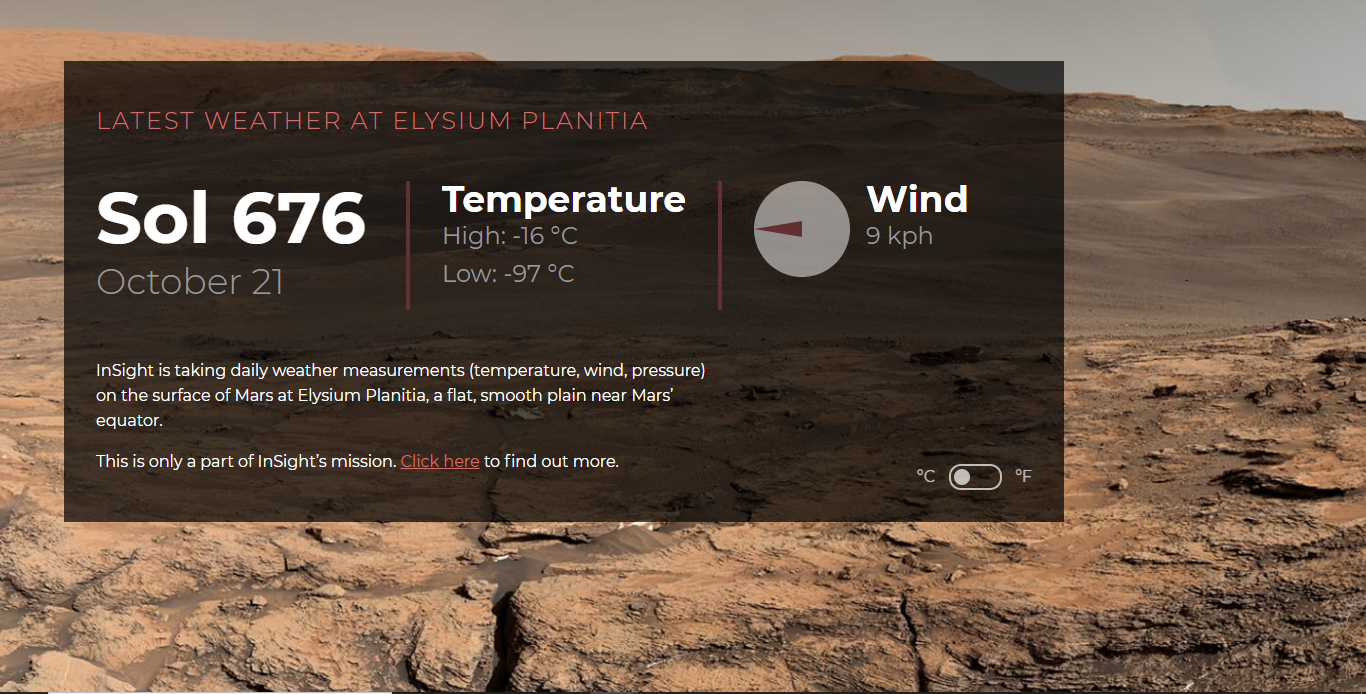 LATEST WEATHER AT ELYSIUM PLANITIA
Sol 676
October 21
Temperature
High: -16 °C
Low: -97 °C
Wind
9 kph
InSight is taking daily weather measurements (temperature, wind, pressure)
on the surface of Mars at Elysium Planitia, a flat, smooth plain near Mars’
equator.
This is only a part of InSight’s mission. Click here to find out more.
°C °F